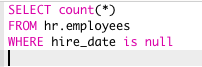 SELECT count(*)
FROM hr.employees
WHERE hire_date is null